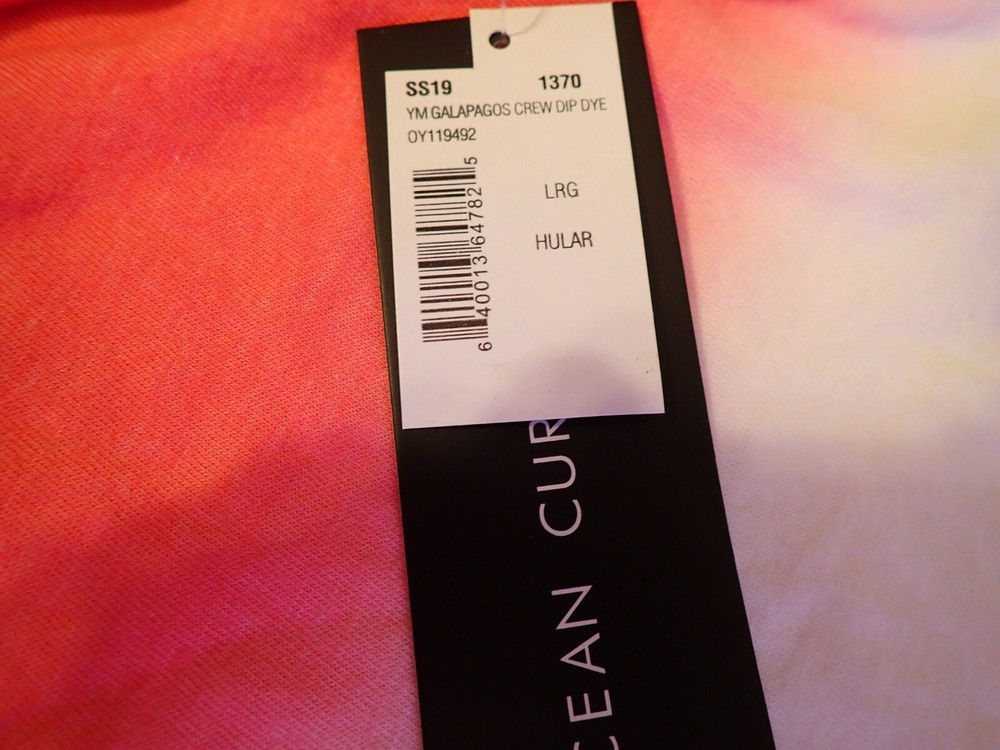 SS19 1370
YM GALAPAGOS CREW DIP DYE
OY119492
LRG
HULAR
6 40013 64782 5
CEAN CUR